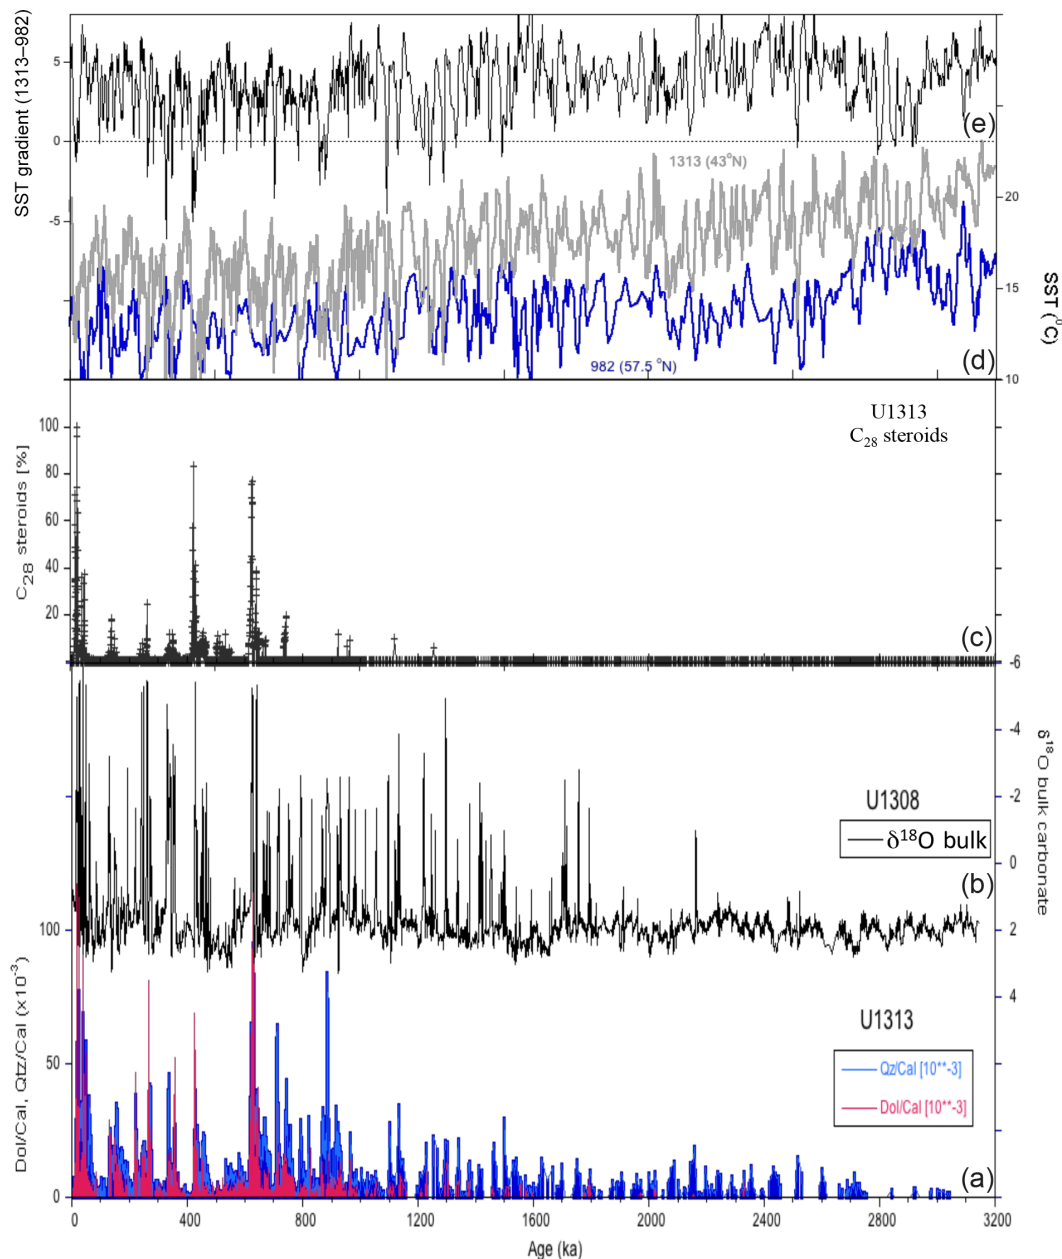 SST gradient (1313–982)
5
0
-5
(e)
1313 (43°N)
20
15
10
SST (°C)
982 (57.5 °N)
(d)
U1313
C28 steroids
C28 steroids [%]
100
80
60
40
20
(c)
-6
-4
-2
0
2
4
δ18O bulk carbonate
U1308
δ18O bulk
(b)
100
50
0
Dol/Cal, Qtz/Cal (x10-3)
U1313
Qz/Cal [10**-3]
Dol/Cal [10**-3]
(a)
0 400 800 1200 1600 2000 2400 2800 3200
Age (ka)